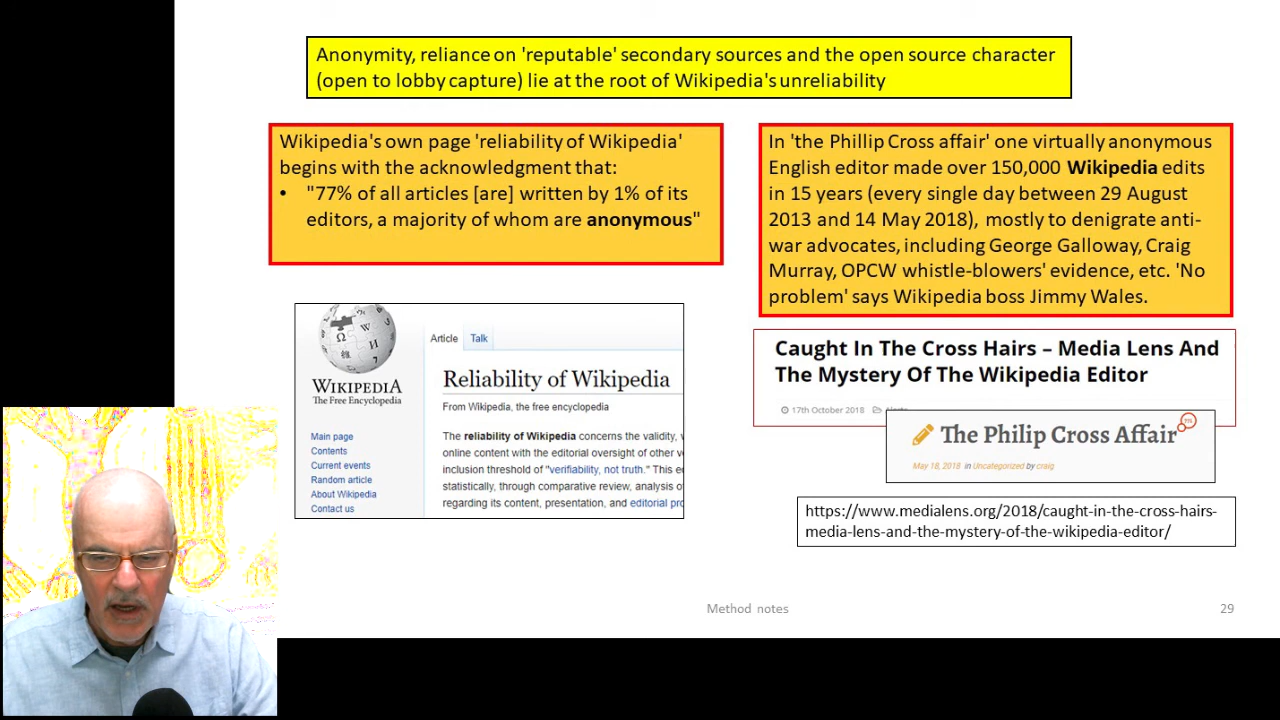 Anonymity, reliance on 'reputable' secondary sources and the open source character
(open to lobby capture) lie at the root of Wikipedia's unreliability
Wikipedia's own page 'reliability of Wikipedia'
begins with the acknowledgment that:
• "77% of all articles [are] written by 1% of its
editors, a majority of whom are anonymous"
In 'the Phillip Cross affair' one virtually anonymous
English editor made over 150,000 Wikipedia edits
in 15 years (every single day between 29 August
2013 and 14 May 2018), mostly to denigrate anti-
war advocates, including George Galloway, Craig
Murray, OPCW whistle-blowers' evidence, etc. 'No
problem' says Wikipedia boss Jimmy Wales.
WIKIPEDIA
The Free Encyclopedia
Main page
Contents
Current events
Random article
About Wikipedia
Contact us
Article Talk
Reliability of Wikipedia
From Wikipedia, the free encyclopedia
The reliability of Wikipedia concerns the validity,
online content with the editorial oversight of other
inclusion threshold of "verifiability, not truth." This
statistically, through comparative review, analysis
regarding its content, presentation, and editorial
Caught In The Cross Hairs – Media Lens And
The Mystery Of The Wikipedia Editor
17th October 2018
The Philip Cross Affair
May 18, 2018 in Uncategorized by craig
https://www.medialens.org/2018/caught-in-the-cross-hairs-
media-lens-and-the-mystery-of-the-wikipedia-editor/
Method notes
29